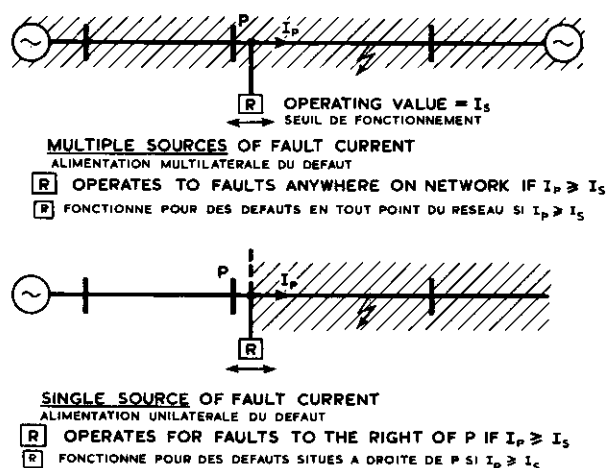 P I_P
R OPERATING VALUE = I_S
SEUIL DE FONCTIONNEMENT
MULTIPLE SOURCES OF FAULT CURRENT
ALIMENTATION MULTILATERALE DU DEFAUT
R OPERATES TO FAULTS ANYWHERE ON NETWORK IF I_P ⩾ I_S
R FONCTIONNE POUR DES DEFAUTS EN TOUT POINT DU RESEAU SI I_P ⩾ I_S
P I_P
R
SINGLE SOURCE OF FAULT CURRENT
ALIMENTATION UNILATERALE DU DEFAUT
R OPERATES FOR FAULTS TO THE RIGHT OF P IF I_P ⩾ I_S
R FONCTIONNE POUR DES DEFAUTS SITUES A DROITE DE P SI I_P ⩾ I_S